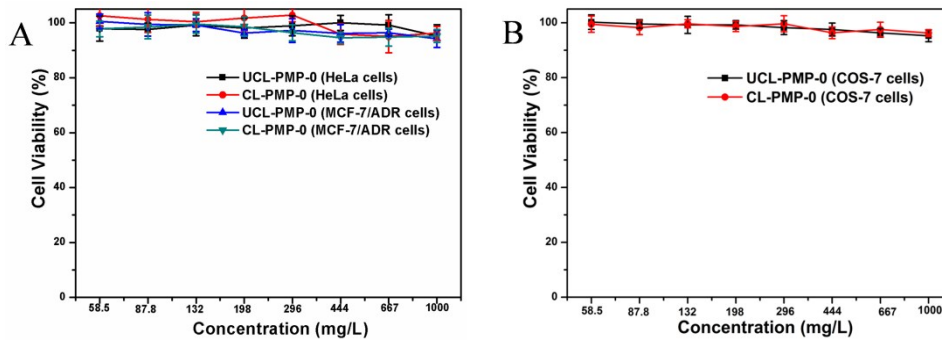 A
Cell Viability (%)
100
80
60
40
20
0
UCL-PMP-0 (HeLa cells)
CL-PMP-0 (HeLa cells)
UCL-PMP-0 (MCF-7/ADR cells)
CL-PMP-0 (MCF-7/ADR cells)
58.5 87.8 132 198 296 444 667 1000
Concentration (mg/L)
B
Cell Viability (%)
100
80
60
40
20
0
UCL-PMP-0 (COS-7 cells)
CL-PMP-0 (COS-7 cells)
58.5 87.8 132 198 296 444 667 1000
Concentration (mg/L)